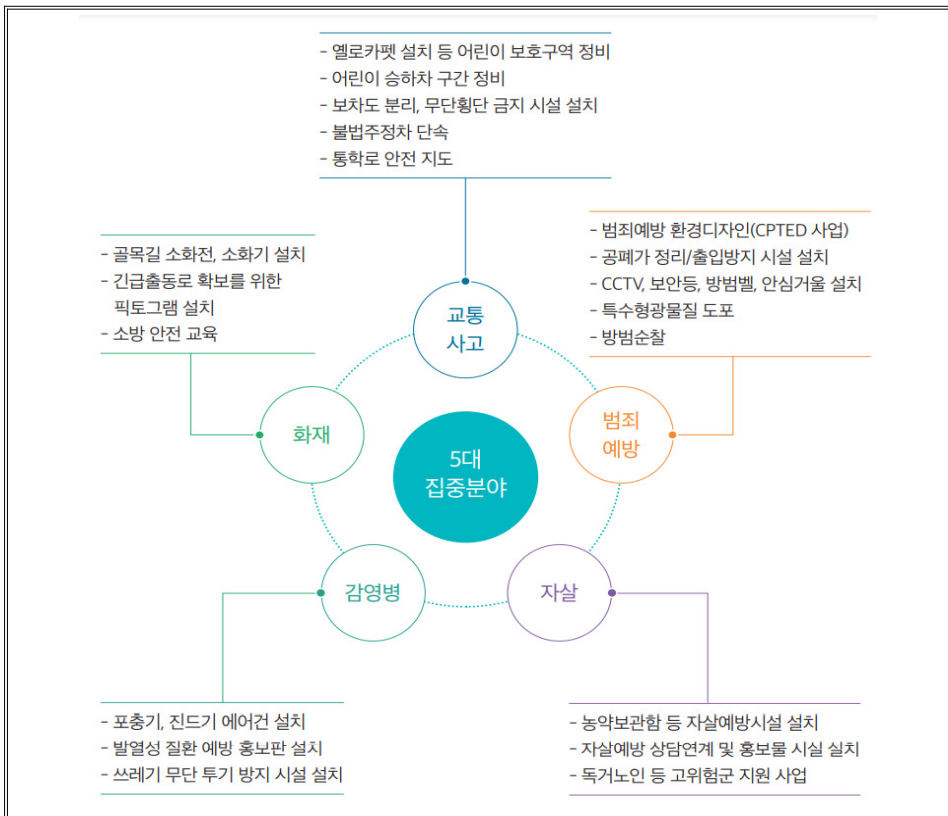 - 옐로카펫 설치 등 어린이 보호구역 정비
- 어린이 승하차 구간 정비
- 보차도 분리, 무단횡단 금지 시설 설치
- 불법주정차 단속
- 통학로 안전 지도
- 골목길 소화전, 소화기 설치
- 긴급출동로 확보를 위한
픽토그램 설치
- 소방 안전 교육
- 범죄예방 환경디자인(CPTED 사업)
- 공폐가 정리/출입방지 시설 설치
- CCTV, 보안등, 방범벨, 안심거울 설치
- 특수형광물질 도포
- 방범순찰
교통
사고
화재
범죄
예방
5대
집중분야
감영병
자살
- 포충기, 진드기 에어건 설치
- 발열성 질환 예방 홍보판 설치
- 쓰레기 무단 투기 방지 시설 설치
- 농약보관함 등 자살예방시설 설치
- 자살예방 상담연계 및 홍보물 시실 실치
- 독거노인 등 고위험군 지원 사업